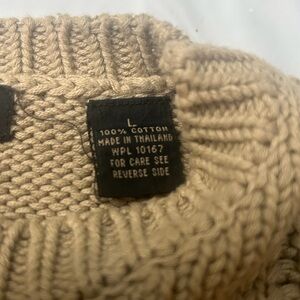 L
100% COTTON
MADE IN THAILAND
WPL 10167
FOR CARE SEE
REVERSE SIDE